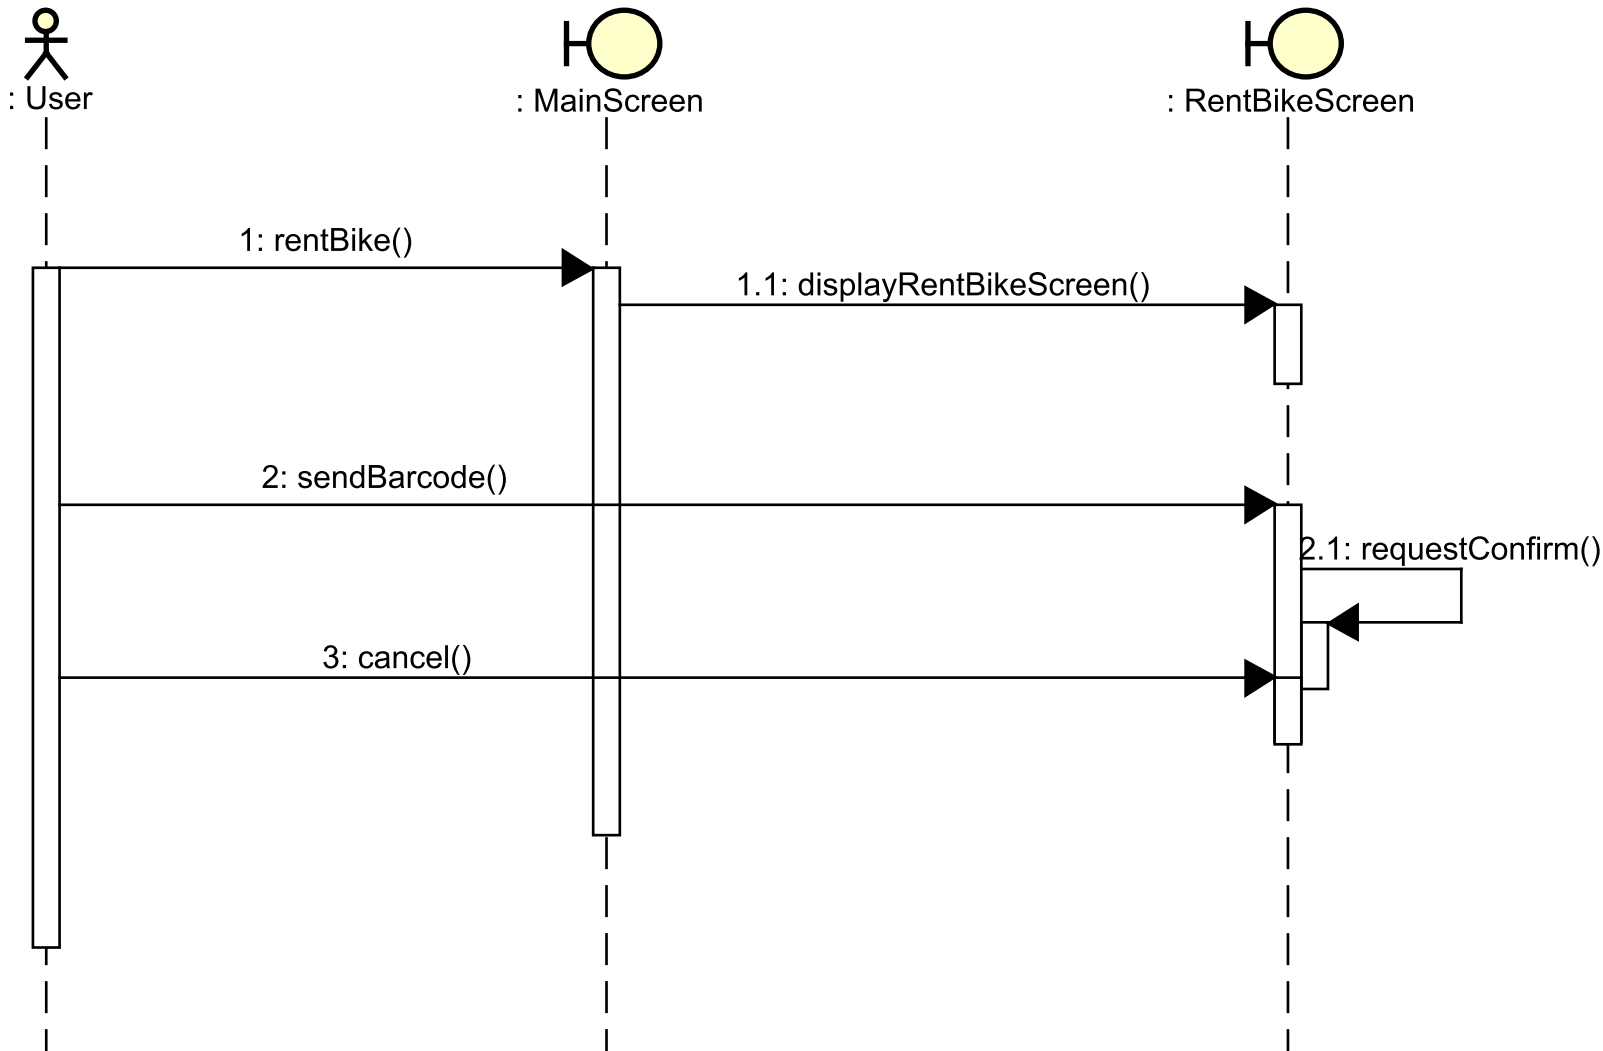 : User
: MainScreen
: RentBikeScreen
1: rentBike()
1.1: displayRentBikeScreen()
2: sendBarcode()
2.1: requestConfirm()
3: cancel()